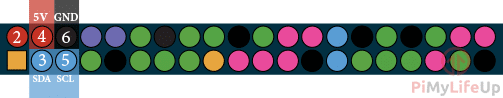 5V GND
2 4 6
3 5
SDA SCL
PiMyLifeUp